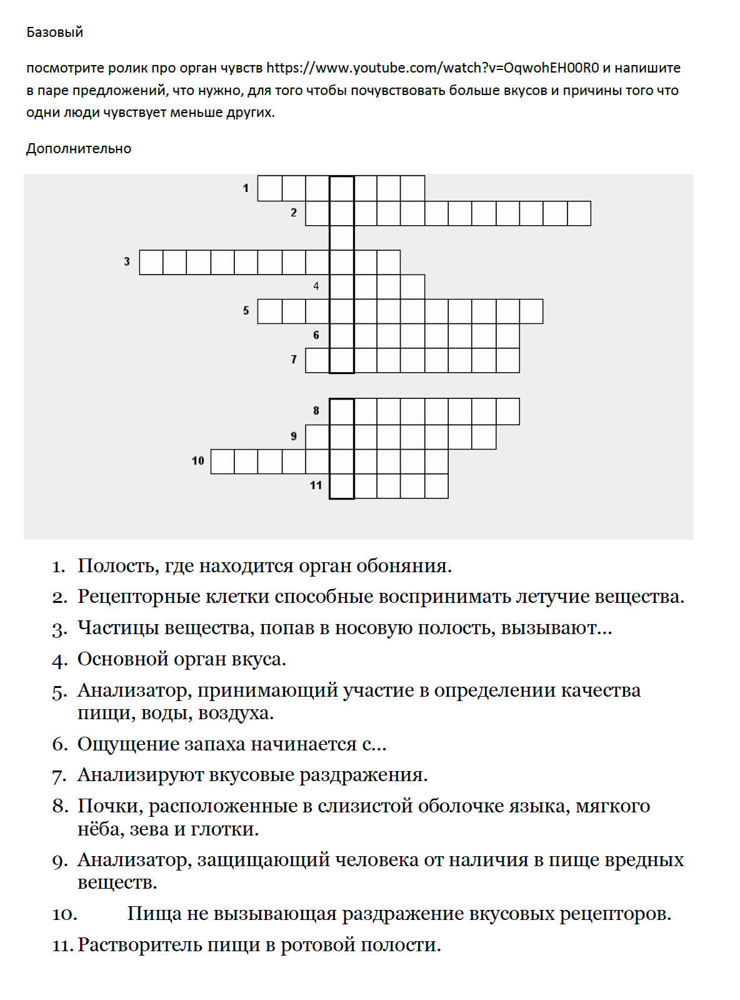 Базовый
посмотрите ролик про орган чувств https://www.youtube.com/watch?v=OqwohEH00R0 и напишите
в паре предложений, что нужно, для того чтобы почувствовать больше вкусов и причины того что
одни люди чувствует меньше других.
Дополнительно
1
2
3
4
5
6
7
8
9
10
11
1. Полость, где находится орган обоняния.
2. Рецепторные клетки способные воспринимать летучие вещества.
3. Частицы вещества, попав в носовую полость, вызывают...
4. Основной орган вкуса.
5. Анализатор, принимающий участие в определении качества
пищи, воды, воздуха.
6. Ощущение запаха начинается с...
7. Анализируют вкусовые раздражения.
8. Почки, расположенные в слизистой оболочке языка, мягкого
нёба, зева и глотки.
9. Анализатор, защищающий человека от наличия в пище вредных
веществ.
10. Пища не вызывающая раздражение вкусовых рецепторов.
11. Растворитель пищи в ротовой полости.